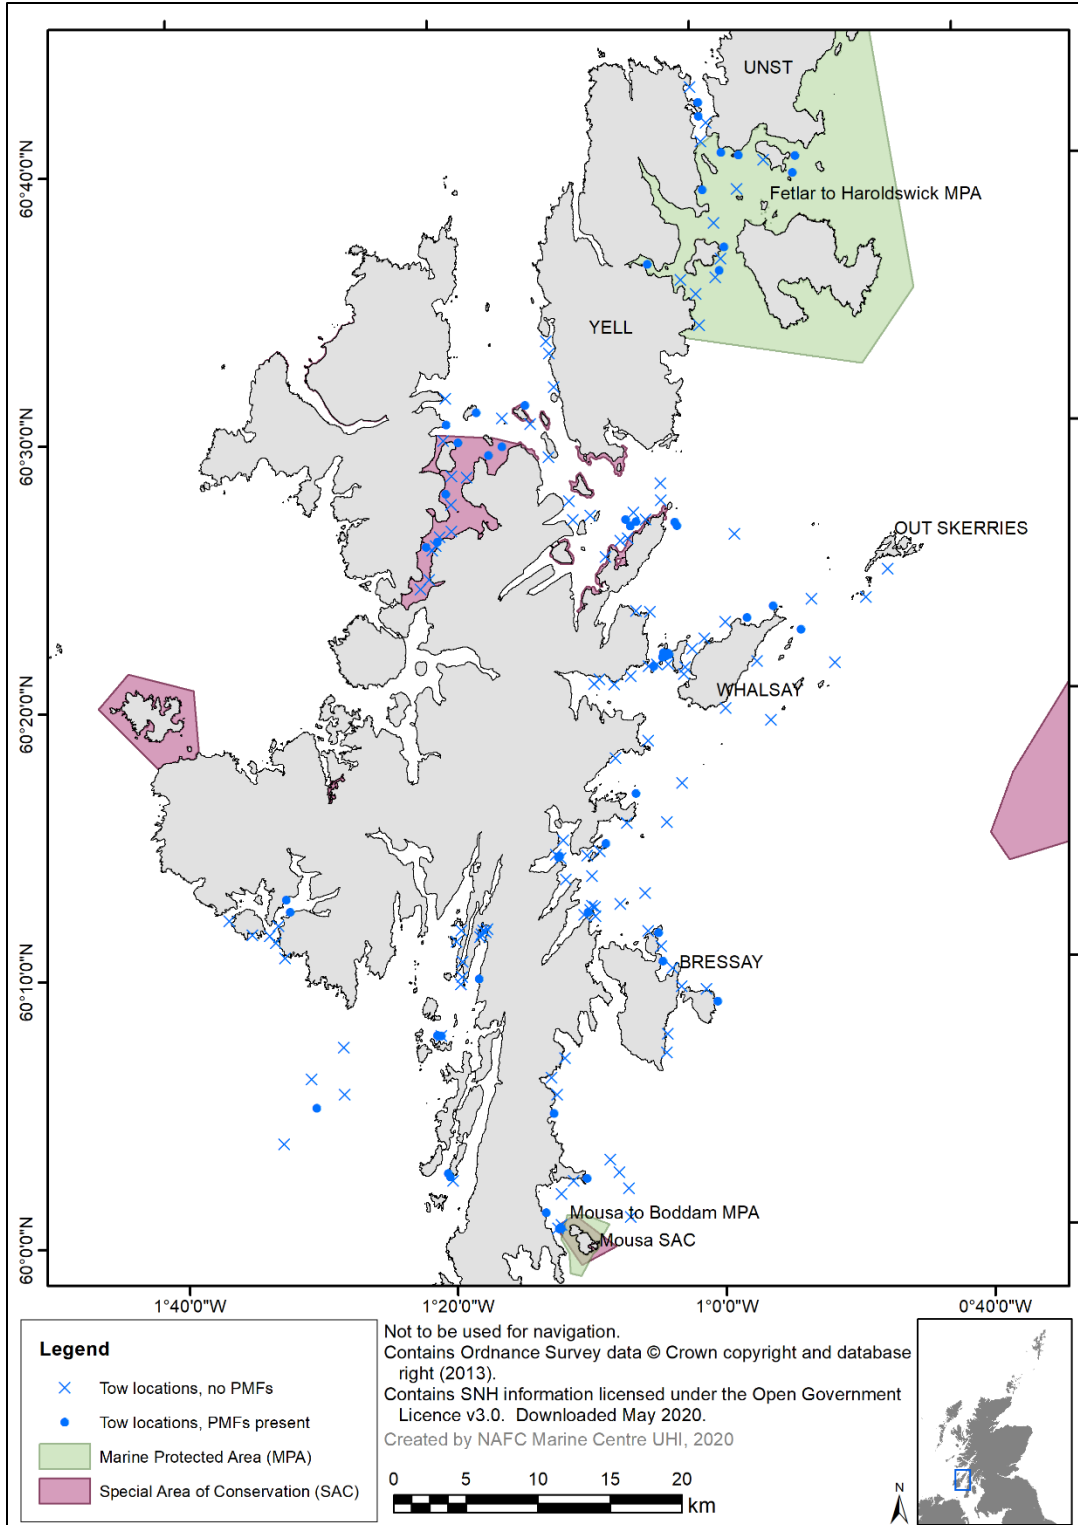 UNST
60°40'0"N
Fetlar to Haroldswick MPA
YELL
60°30'0"N
OUT SKERRIES
WHALSAY
60°20'0"N
BRESSAY
60°10'0"N
Mousa to Boddam MPA
Mousa SAC
60°0'0"N
1°40'0"W 1°20'0"W 1°0'0"W 0°40'0"W
Legend
Tow locations, no PMFs
Tow locations, PMFs present
Marine Protected Area (MPA)
Special Area of Conservation (SAC)
Not to be used for navigation.
Contains Ordnance Survey data © Crown copyright and database
right (2013).
Contains SNH information licensed under the Open Government
Licence v3.0. Downloaded May 2020.
Created by NAFC Marine Centre UHI, 2020
0 5 10 15 20
km
N